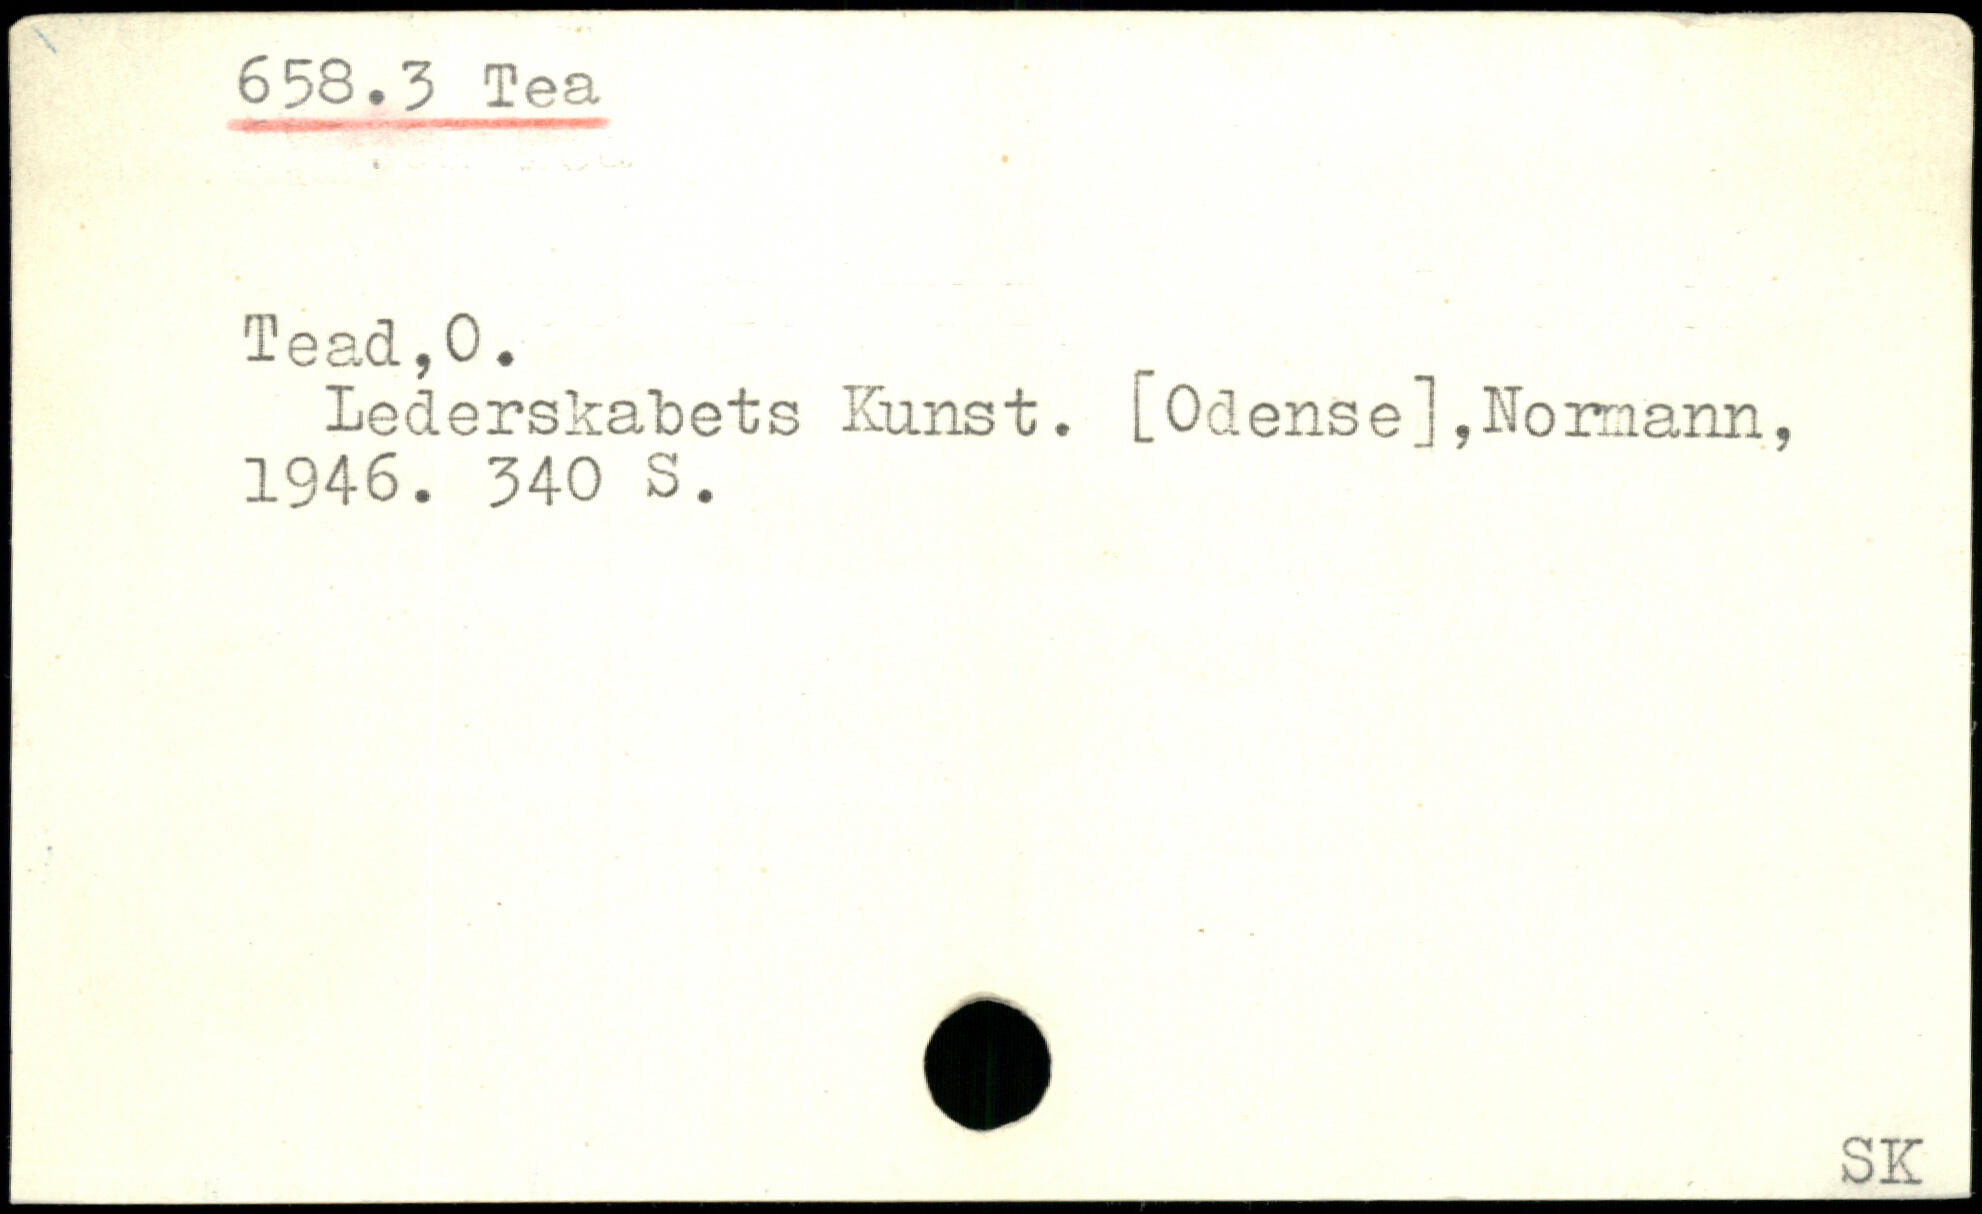 658.3 Tea
Tead,O.
Lederskabets Kunst. [Odense],Normann,
1946. 340 S.
SK